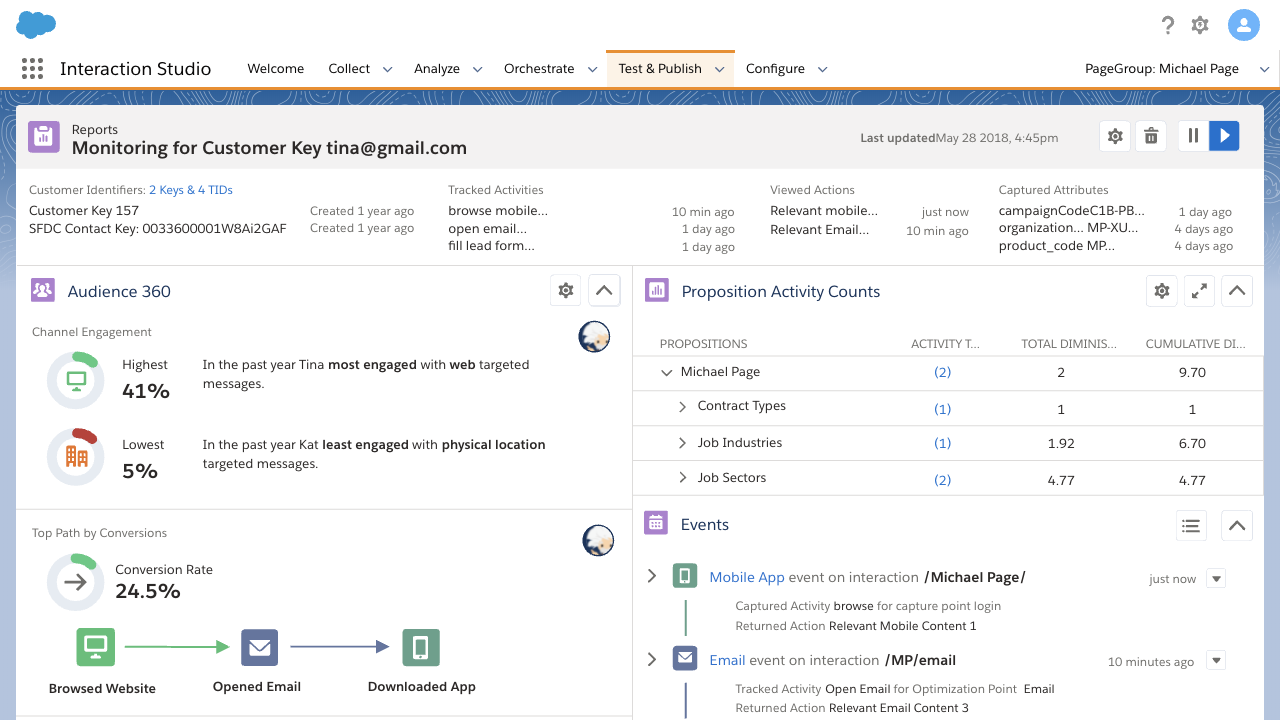 ?
Interaction Studio
Welcome
Collect
Analyze
Orchestrate
Test & Publish
Configure
PageGroup: Michael Page
Reports
Monitoring for Customer Key tina@gmail.com
Last updatedMay 28 2018, 4:45pm
Customer Identifiers: 2 Keys & 4 TIDs
Customer Key 157 Created 1 year ago
SFDC Contact Key: 0033600001W8Ai2GAF Created 1 year ago
Tracked Activities
browse mobile... 10 min ago
open email... 1 day ago
fill lead form... 1 day ago
Viewed Actions
Relevant mobile... just now
Relevant Email... 10 min ago
Captured Attributes
campaignCodeC1B-PB... 1 day ago
organization... MP-XU... 4 days ago
product_code MP... 4 days ago
Audience 360
Channel Engagement
Highest
41%
In the past year Tina most engaged with web targeted
messages.
Lowest
5%
In the past year Kat least engaged with physical location
targeted messages.
Top Path by Conversions
Conversion Rate
24.5%
Browsed Website
Opened Email
Downloaded App
Proposition Activity Counts
PROPOSITIONS ACTIVITY T... TOTAL DIMINIS... CUMULATIVE DI...
Michael Page (2) 2 9.70
Contract Types (1) 1 1
Job Industries (1) 1.92 6.70
Job Sectors (2) 4.77 4.77
Events
Mobile App event on interaction /Michael Page/ just now
Captured Activity browse for capture point login
Returned Action Relevant Mobile Content 1
Email event on interaction /MP/email 10 minutes ago
Tracked Activity Open Email for Optimization Point Email
Returned Action Relevant Email Content 3